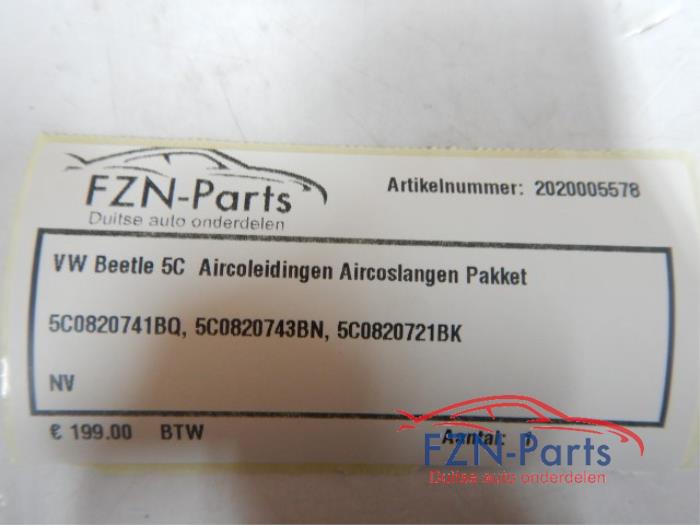 FZN-Parts
Duitse auto onderdelen
Artikelnummer: 2020005578
VW Beetle 5C Aircoleidingen Aircoslangen Pakket
5C0820741BQ, 5C0820743BN, 5C0820721BK
NV
€ 199.00 BTW
Aantal: 1
FZN-Parts
Duitse auto onderdelen